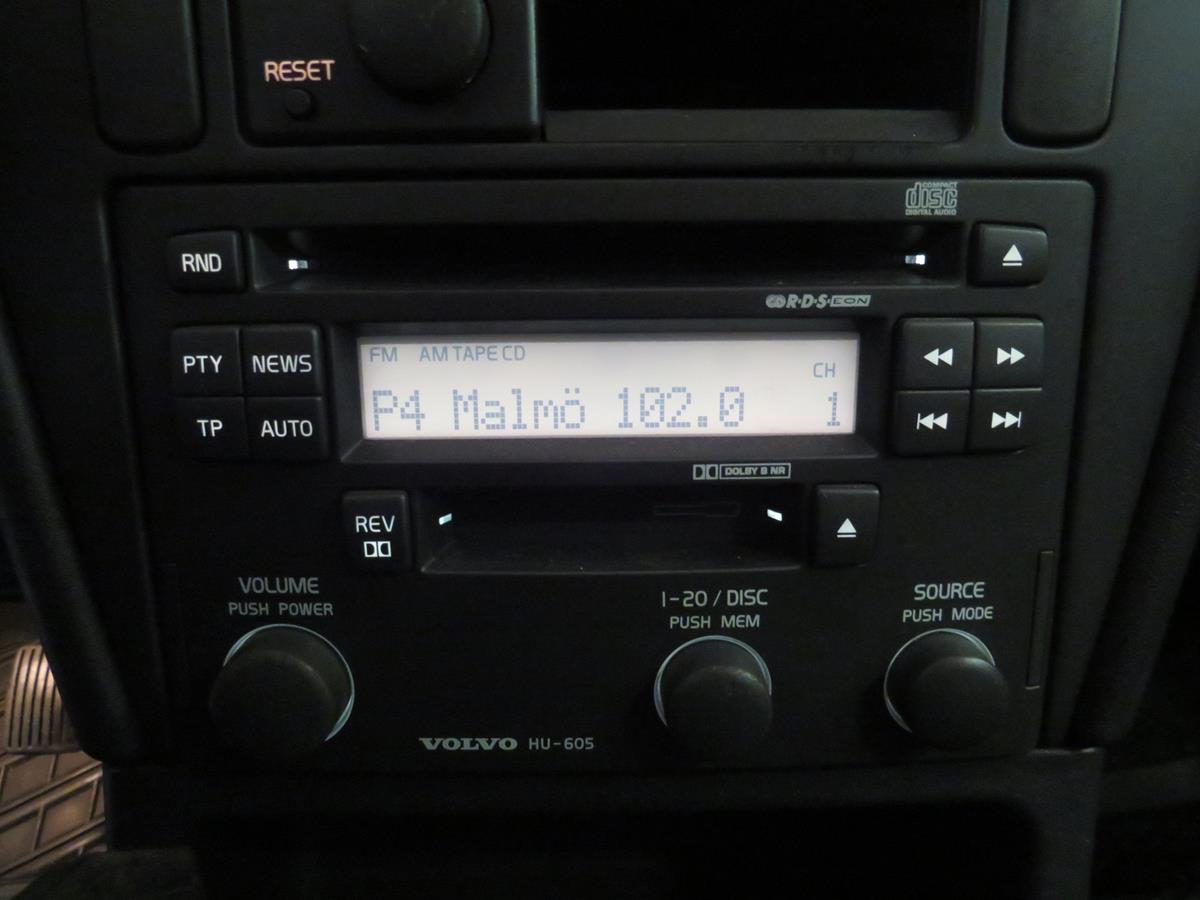 RESET
COMPACT
disc
DIGITAL AUDIO
RND
R·D·S·EON
PTY NEWS
TP AUTO
FM AM TAPE CD
CH
P4 Malmö 102.0 1
DOLBY B NR
REV
VOLUME
PUSH POWER
1-20 / DISC
PUSH MEM
SOURCE
PUSH MODE
VOLVO HU-605